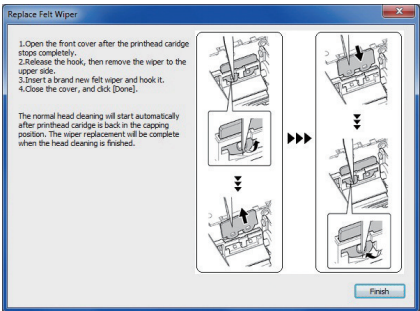 Replace Felt Wiper
1.Open the front cover after the printhead caridge
stops completely.
2.Release the hook, then remove the wiper to the
upper side.
3.Insert a brand new felt wiper and hook it.
4.Close the cover, and click [Done].
The normal head cleaning will start automatically
after printhead caridge is back in the capping
position. The wiper replacement will be complete
when the head cleaning is finished.
Finish